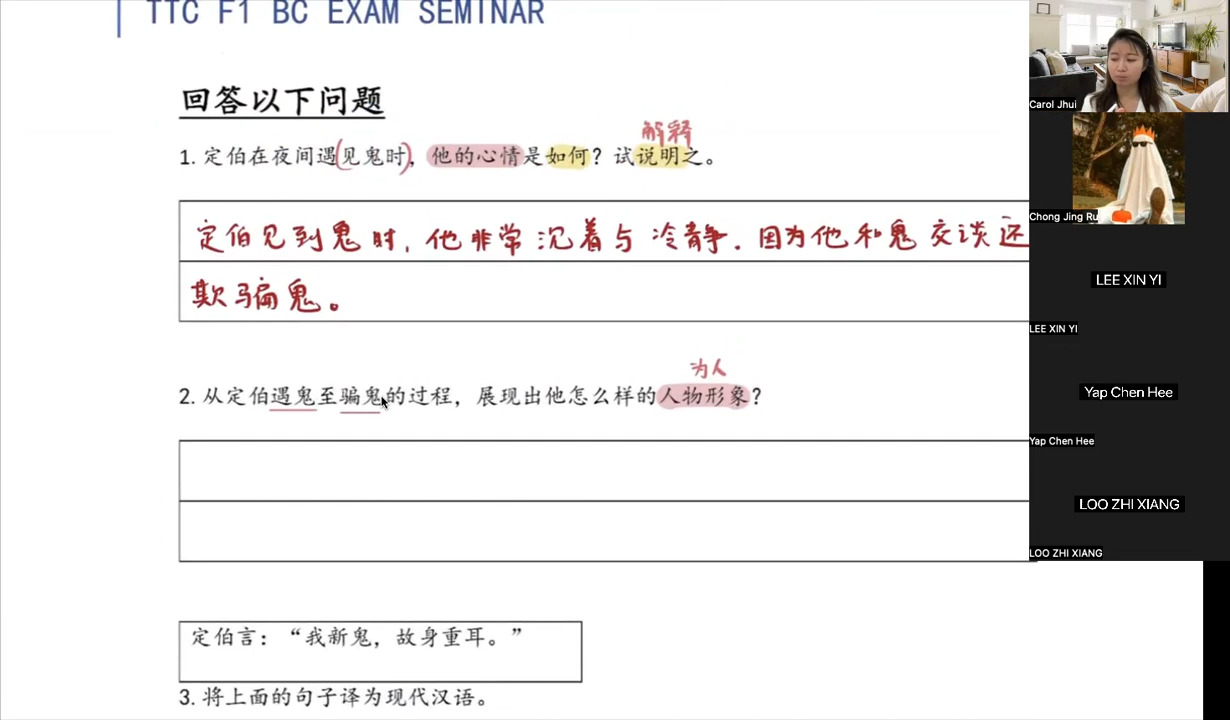 TTC F1 BC EXAM SEMINAR
回答以下问题
解释
1. 定伯在夜间遇(见鬼时), 他的心情是如何？试说明之。
定伯见到鬼时, 他非常沉着与冷静. 因为他和鬼交谈还
欺骗鬼。
为人
2. 从定伯遇鬼至骗鬼的过程，展现出他怎么样的人物形象？
定伯言：“我新鬼，故身重耳。”
3. 将上面的句子译为现代汉语。
Carol Jhui
Chong Jing Ru
LEE XIN YI
LEE XIN YI
Yap Chen Hee
Yap Chen Hee
LOO ZHI XIANG
LOO ZHI XIANG